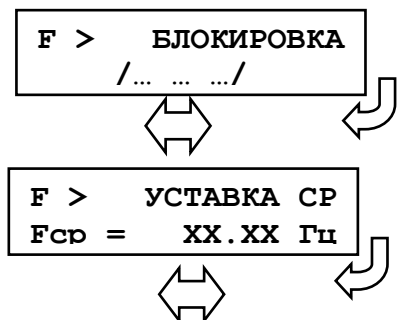 F > БЛОКИРОВКА
/… … …/
F > УСТАВКА СР
Fср = XX.XX Гц